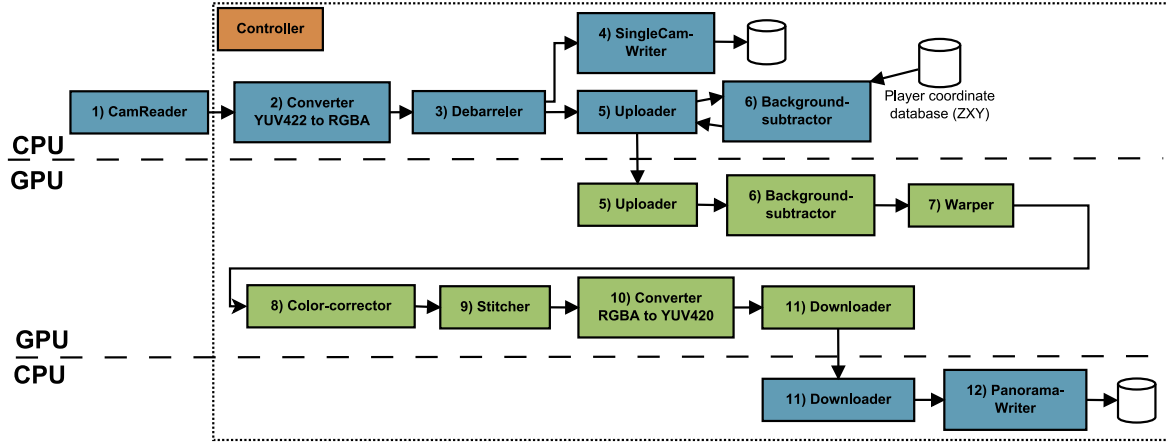 Controller
4) SingleCam-
Writer
1) CamReader
2) Converter
YUV422 to RGBA
3) Debarreler
5) Uploader
6) Background-
subtractor
Player coordinate
database (ZXY)
CPU
GPU
5) Uploader
6) Background-
subtractor
7) Warper
8) Color-corrector
9) Stitcher
10) Converter
RGBA to YUV420
11) Downloader
GPU
CPU
11) Downloader
12) Panorama-
Writer